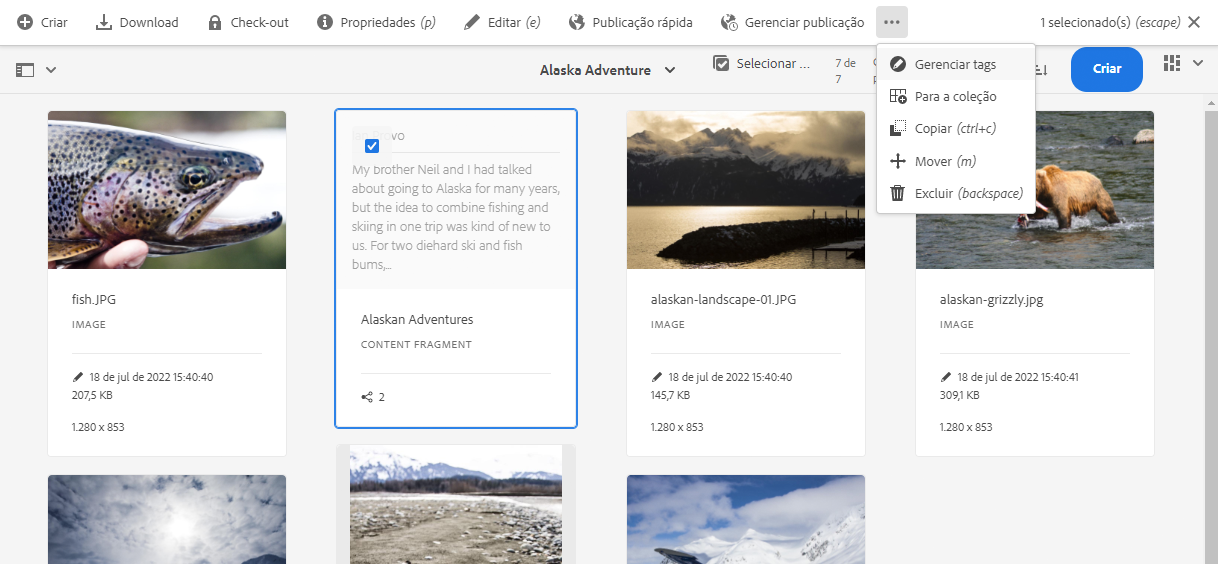 Criar Download Check-out Propriedades (p) Editar (e) Publicação rápida Gerenciar publicação 1 selecionado(s) (escape)
Alaska Adventure Selecionar ... 7 de
7
Criar
Gerenciar tags
Para a coleção
Copiar (ctrl+c)
Mover (m)
Excluir (backspace)
fish.JPG
IMAGE
18 de jul de 2022 15:40:40
207,5 KB
1.280 x 853
vo
My brother Neil and I had talked
about going to Alaska for many years,
but the idea to combine fishing and
skiing in one trip was kind of new to
us. For two diehard ski and fish
bums,...
Alaskan Adventures
CONTENT FRAGMENT
2
alaskan-landscape-01.JPG
IMAGE
18 de jul de 2022 15:40:40
145,7 KB
1.280 x 853
alaskan-grizzly.jpg
IMAGE
18 de jul de 2022 15:40:41
309,1 KB
1.280 x 853